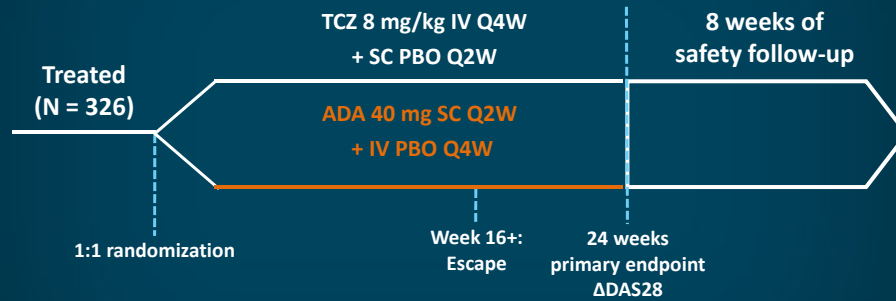 TCZ 8 mg/kg IV Q4W
+ SC PBO Q2W
8 weeks of
safety follow-up
Treated
(N = 326)
ADA 40 mg SC Q2W
+ IV PBO Q4W
1:1 randomization
Week 16+:
Escape
24 weeks
primary endpoint
ΔDAS28